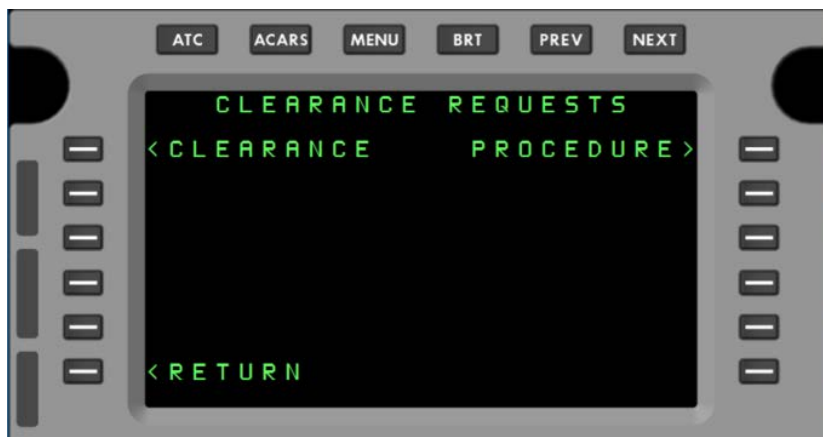 ATC ACARS MENU BRT PREV NEXT
CLEARANCE REQUESTS
<CLEARANCE PROCEDURE>
<RETURN